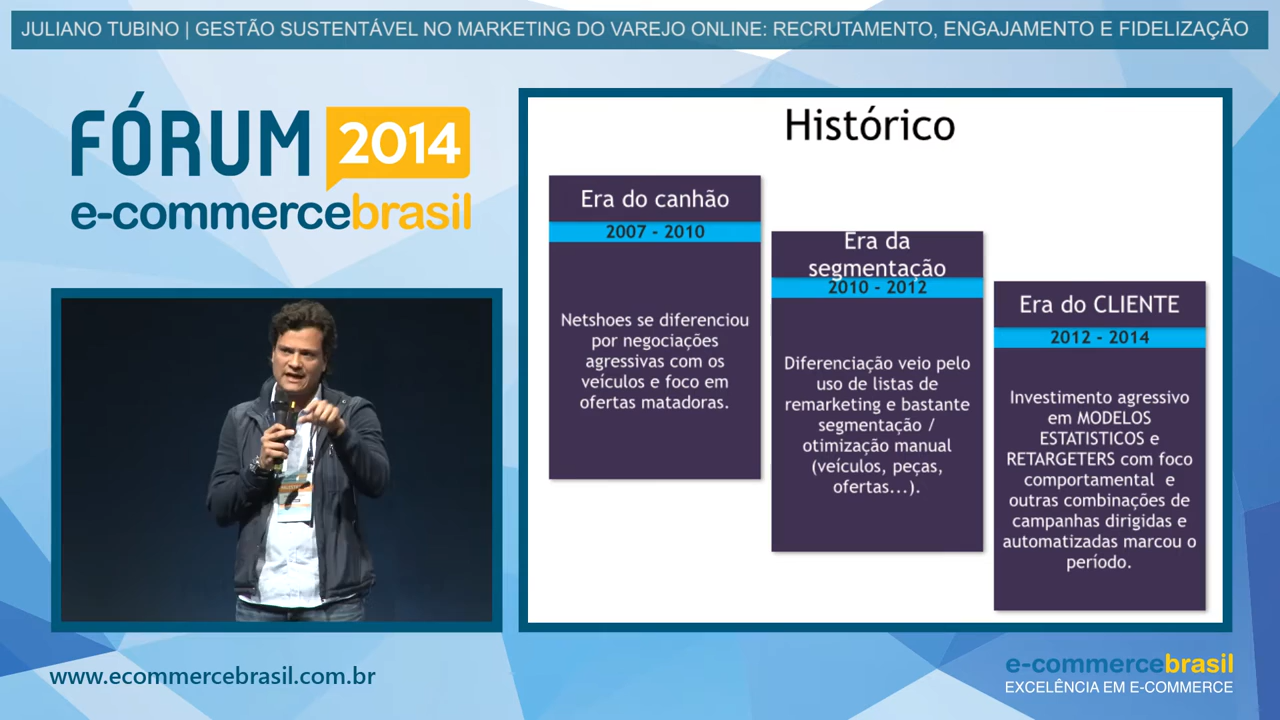 JULIANO TUBINO | GESTÃO SUSTENTÁVEL NO MARKETING DO VAREJO ONLINE: RECRUTAMENTO, ENGAJAMENTO E FIDELIZAÇÃO
FÓRUM 2014
e-commercebrasil
Histórico
Era do canhão
2007 - 2010
Netshoes se diferenciou
por negociações
agressivas com os
veículos e foco em
ofertas matadoras.
Era da
segmentação
2010 - 2012
Diferenciação veio pelo
uso de listas de
remarketing e bastante
segmentação /
otimização manual
(veículos, peças,
ofertas...).
Era do CLIENTE
2012 - 2014
Investimento agressivo
em MODELOS
ESTATISTICOS e
RETARGETERS com foco
comportamental e
outras combinações de
campanhas dirigidas e
automatizadas marcou o
período.
www.ecommercebrasil.com.br
e-commercebrasil
EXCELÊNCIA EM E-COMMERCE